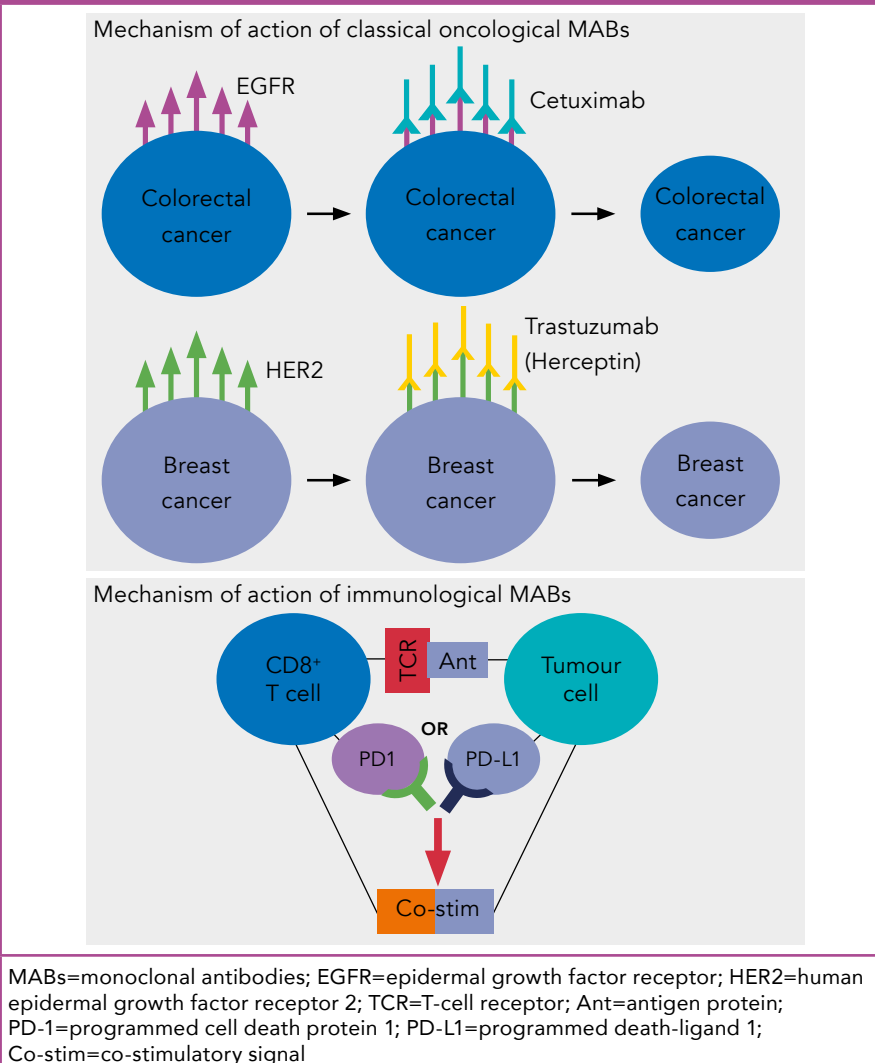 Mechanism of action of classical oncological MABs
EGFR
Cetuximab
Colorectal
cancer
Colorectal
cancer
Colorectal
cancer
HER2
Trastuzumab
(Herceptin)
Breast
cancer
Breast
cancer
Breast
cancer
Mechanism of action of immunological MABs
CD8+
T cell
TCR
Ant
Tumour
cell
OR
PD1
PD-L1
Co-stim
MABs=monoclonal antibodies; EGFR=epidermal growth factor receptor; HER2=human
epidermal growth factor receptor 2; TCR=T-cell receptor; Ant=antigen protein;
PD-1=programmed cell death protein 1; PD-L1=programmed death-ligand 1;
Co-stim=co-stimulatory signal